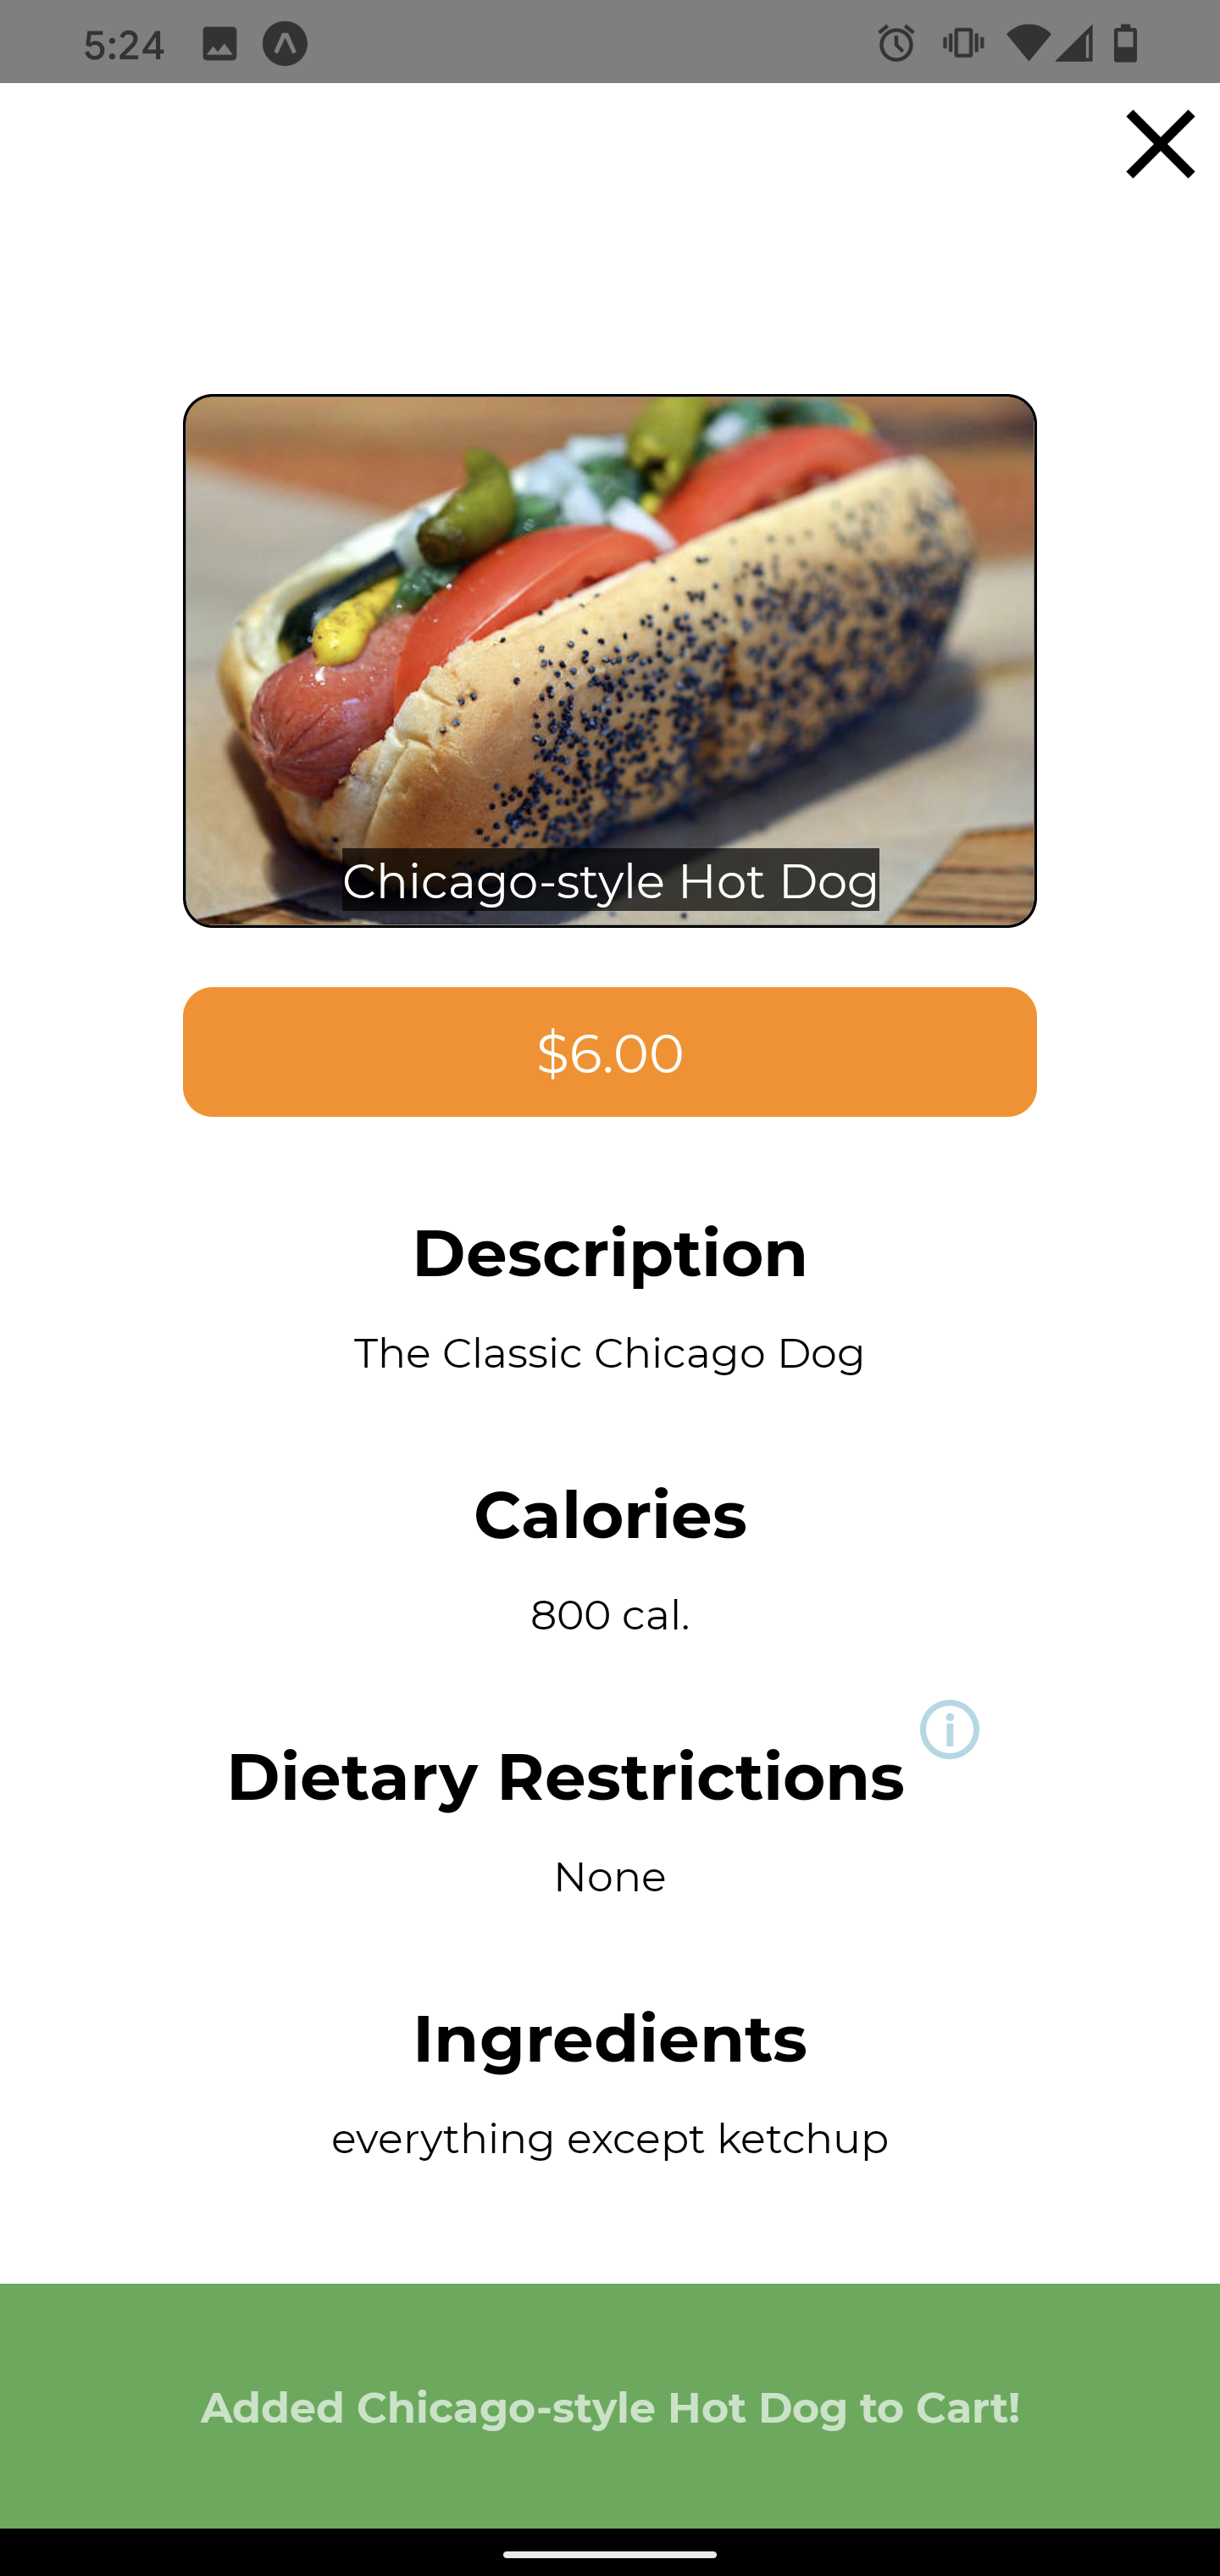 5:24
Chicago-style Hot Dog
$6.00
Description
The Classic Chicago Dog
Calories
800 cal.
Dietary Restrictions
None
Ingredients
everything except ketchup
Added Chicago-style Hot Dog to Cart!